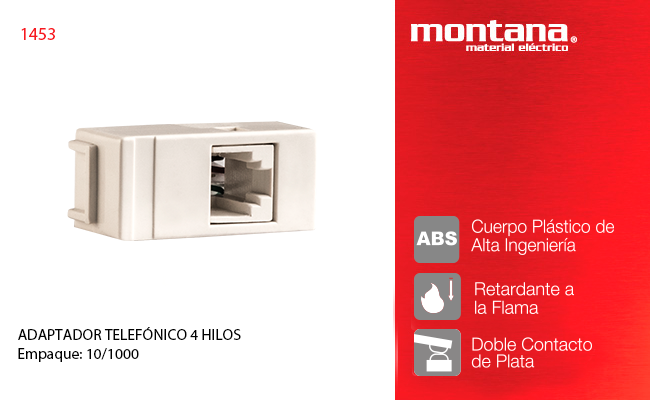 1453
montana®
material eléctrico
ABS
Cuerpo Plástico de
Alta Ingeniería
Retardante a
la Flama
Doble Contacto
de Plata
ADAPTADOR TELEFÓNICO 4 HILOS
Empaque: 10/1000